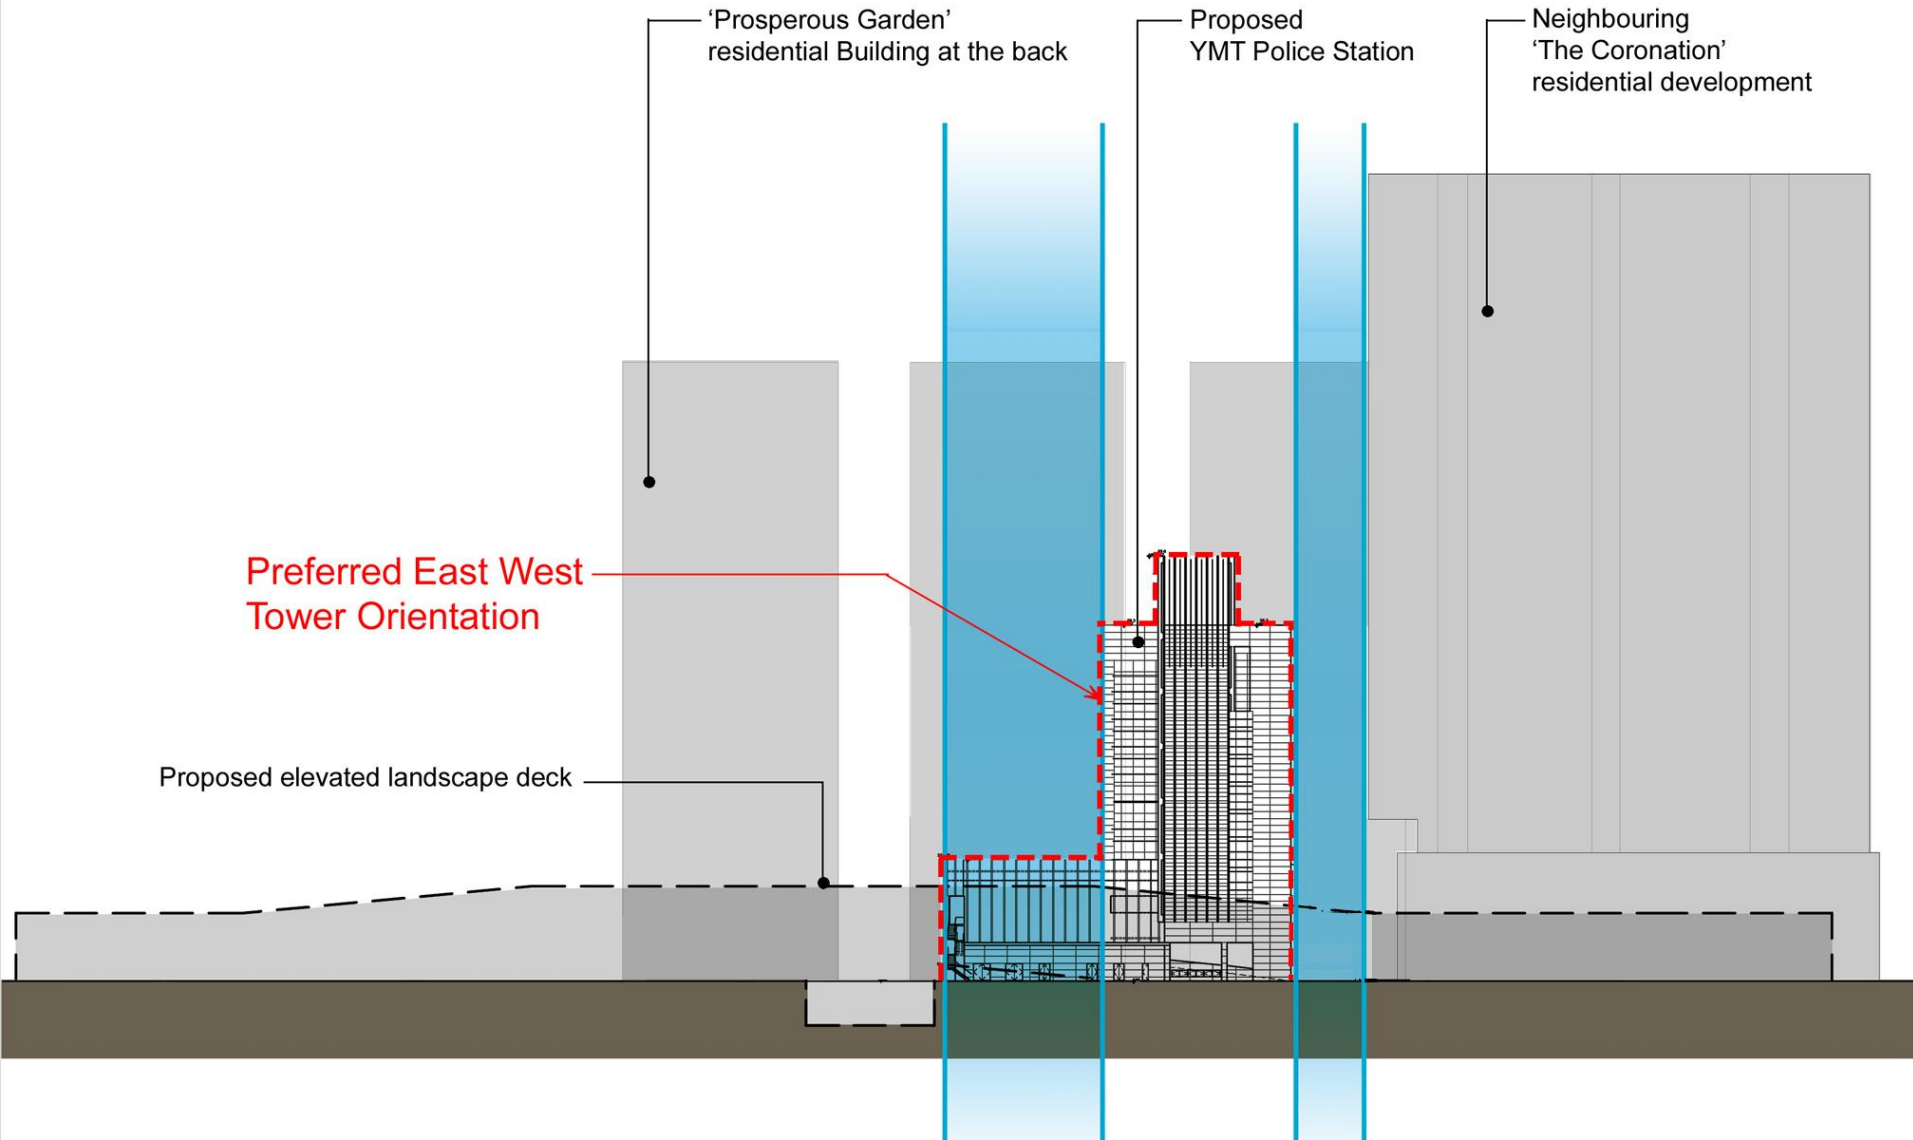 ‘Prosperous Garden’
residential Building at the back
Proposed
YMT Police Station
Neighbouring
‘The Coronation’
residential development
Preferred East West
Tower Orientation
Proposed elevated landscape deck